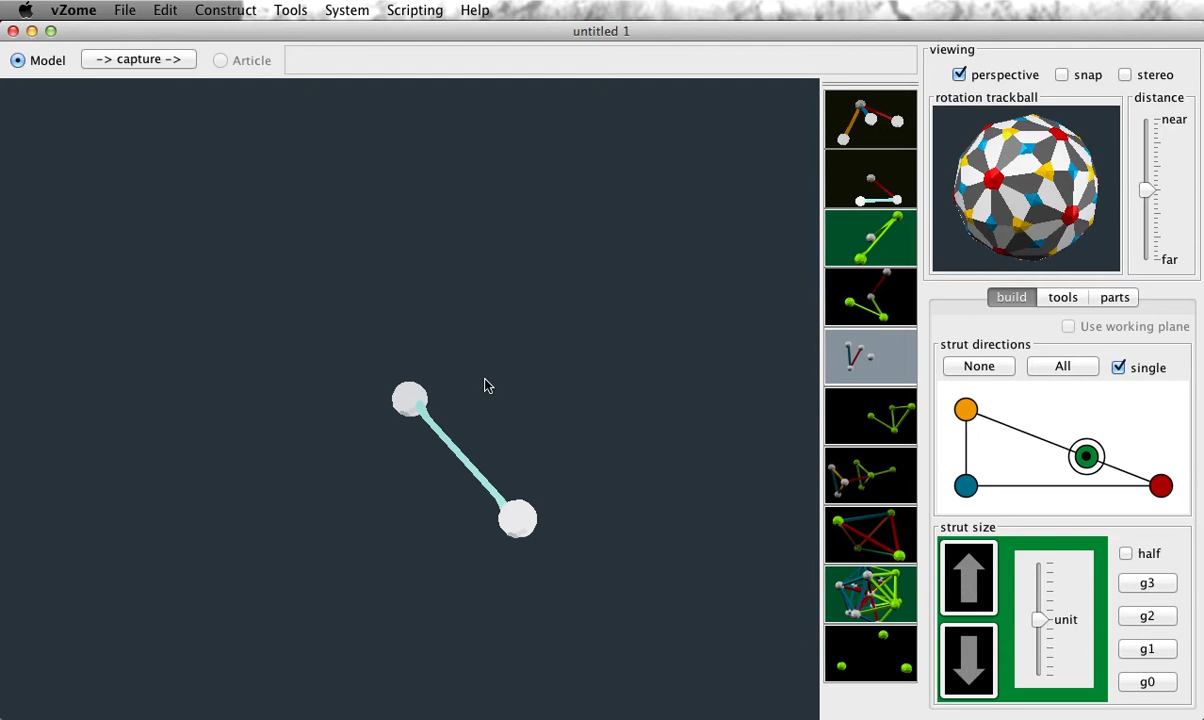 vZome File Edit Construct Tools System Scripting Help
untitled 1
Model -> capture -> Article
viewing
perspective snap stereo
rotation trackball distance
near
far
build tools parts
Use working plane
strut directions
None All single
strut size
half
g3
unit g2
g1
g0